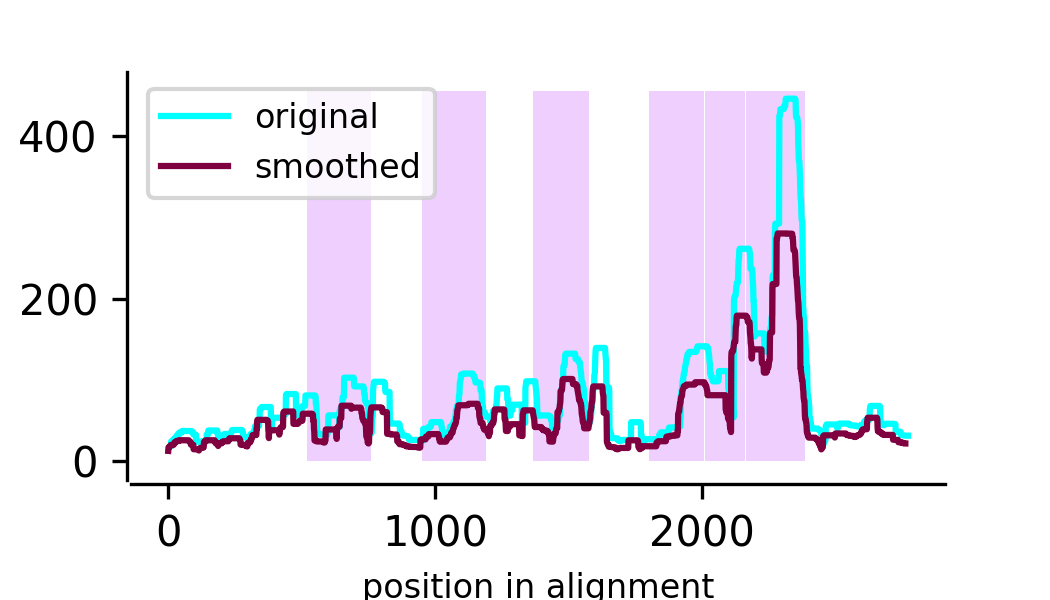 original
smoothed
400
200
0
0 1000 2000
position in alignment